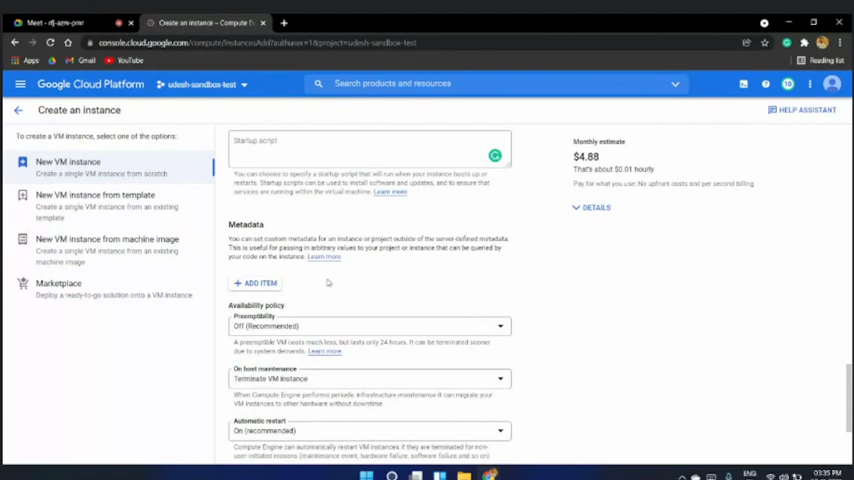 Meet - rfj-azrv-pmr
Create an instance – Compute E
console.cloud.google.com/compute/instancesAdd?authuser=1&project=udesh-sandbox-test
Apps
Gmail
YouTube
Reading list
Google Cloud Platform
udesh-sandbox-test
Search products and resources
10
Create an instance
HELP ASSISTANT
To create a VM instance, select one of the options:
New VM instance
Create a single VM instance from scratch
New VM instance from template
Create a single VM instance from an existing
template
New VM instance from machine image
Create a single VM instance from an existing
machine image
Marketplace
Deploy a ready-to-go solution onto a VM instance
Startup script
You can choose to specify a startup script that will run when your instance boots up or
restarts. Startup scripts can be used to install software and updates, and to ensure that
services are running within the virtual machine. Learn more
Metadata
You can set custom metadata for an instance or project outside of the server-defined metadata.
This is useful for passing in arbitrary values to your project or instance that can be queried by
your code on the instance. Learn more
+ ADD ITEM
Availability policy
Preemptibility
Off (Recommended)
A preemptible VM costs much less, but lasts only 24 hours. It can be terminated sooner
due to system demands. Learn more
On host maintenance
Terminate VM instance
When Compute Engine performs periodic infrastructure maintenance it can migrate your
VM instances to other hardware without downtime
Automatic restart
On (recommended)
Compute Engine can automatically restart VM instances if they are terminated for non-
user-initiated reasons (maintenance event, hardware failure, software failure and so on)
Monthly estimate
$4.88
That's about $0.01 hourly
Pay for what you use: No upfront costs and per second billing
DETAILS
ENG
03:35 PM